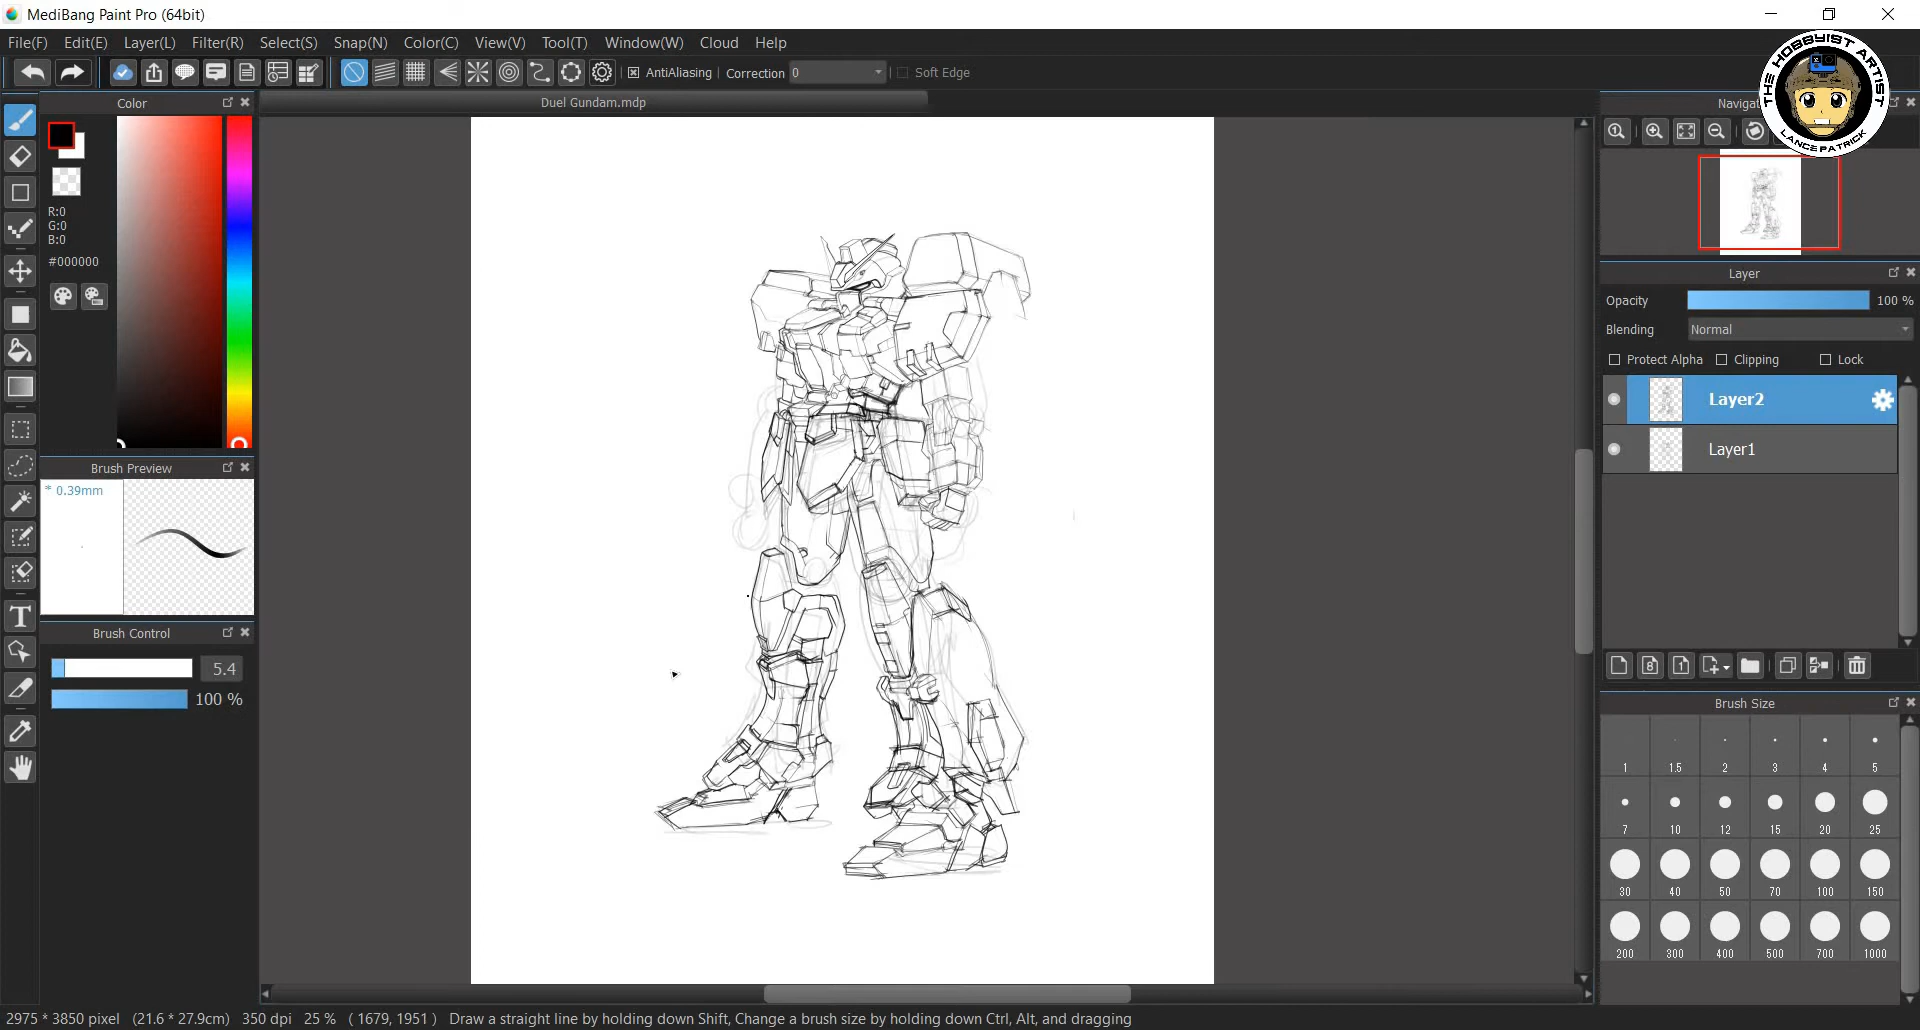 MediBang Paint Pro (64bit)
File(F) Edit(E) Layer(L) Filter(R) Select(S) Snap(N) Color(C) View(V) Tool(T) Window(W) Cloud Help
AntiAliasing Correction 0 Soft Edge
THE HOBBYIST ARTIST
LANCE PATRICK
Color
Duel Gundam.mdp
R:0
G:0
B:0
#000000
Brush Preview
* 0.39mm
Brush Control
5.4
100 %
Navigat
Layer
Opacity 100 %
Blending Normal
Protect Alpha Clipping Lock
Layer2
Layer1
Brush Size
1 1.5 2 3 4 5
7 10 12 15 20 25
30 40 50 70 100 150
200 300 400 500 700 1000
2975 * 3850 pixel (21.6 * 27.9cm) 350 dpi 25 % ( 1679, 1951 ) Draw a straight line by holding down Shift, Change a brush size by holding down Ctrl, Alt, and dragging